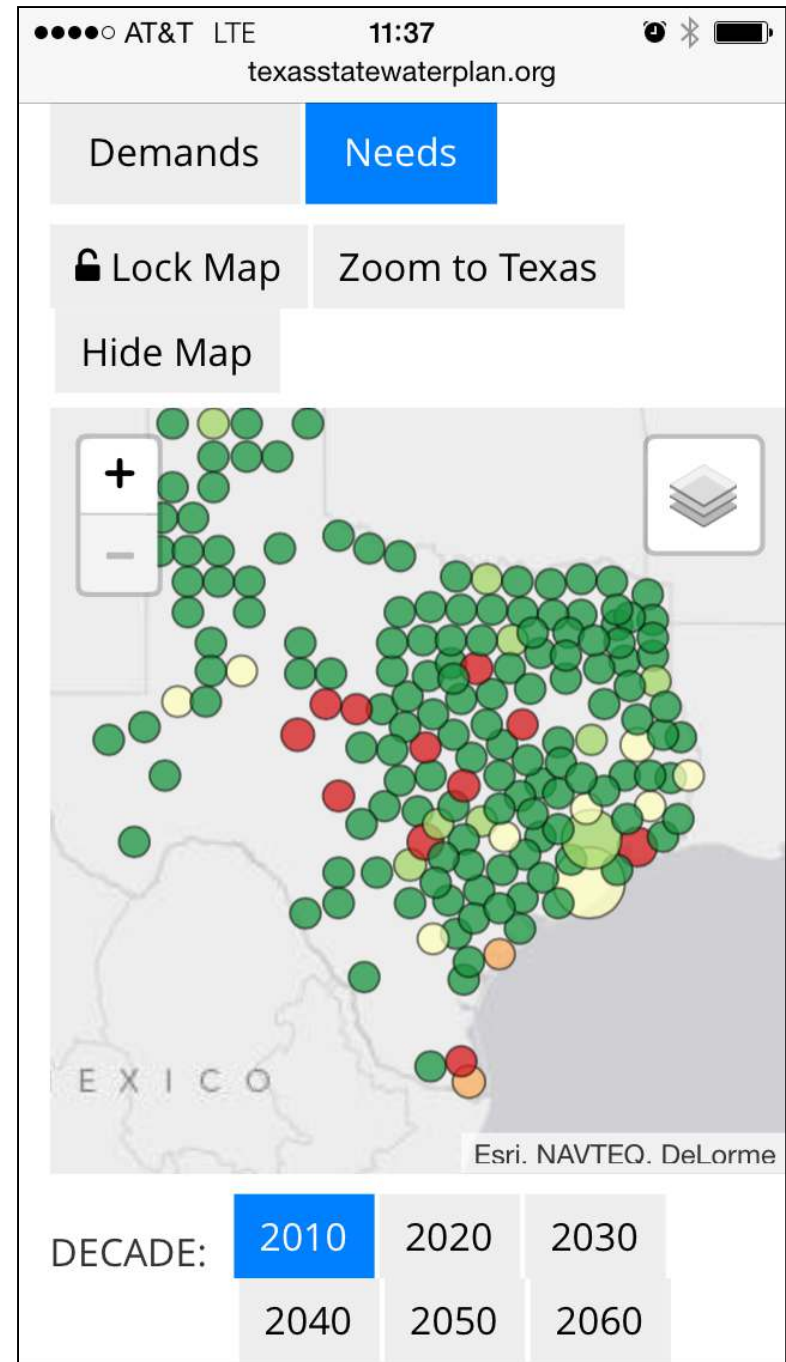 AT&T LTE 11:37
texasstatewaterplan.org
Demands Needs
Lock Map Zoom to Texas
Hide Map
+
−
EXICO
Esri, NAVTEQ, DeLorme
DECADE: 2010 2020 2030
2040 2050 2060